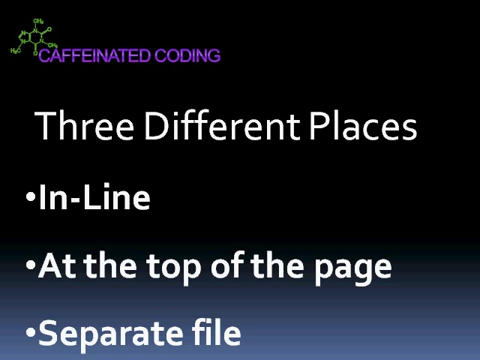 CAFFEINATED CODING
Three Different Places
•In-Line
•At the top of the page
•Separate file